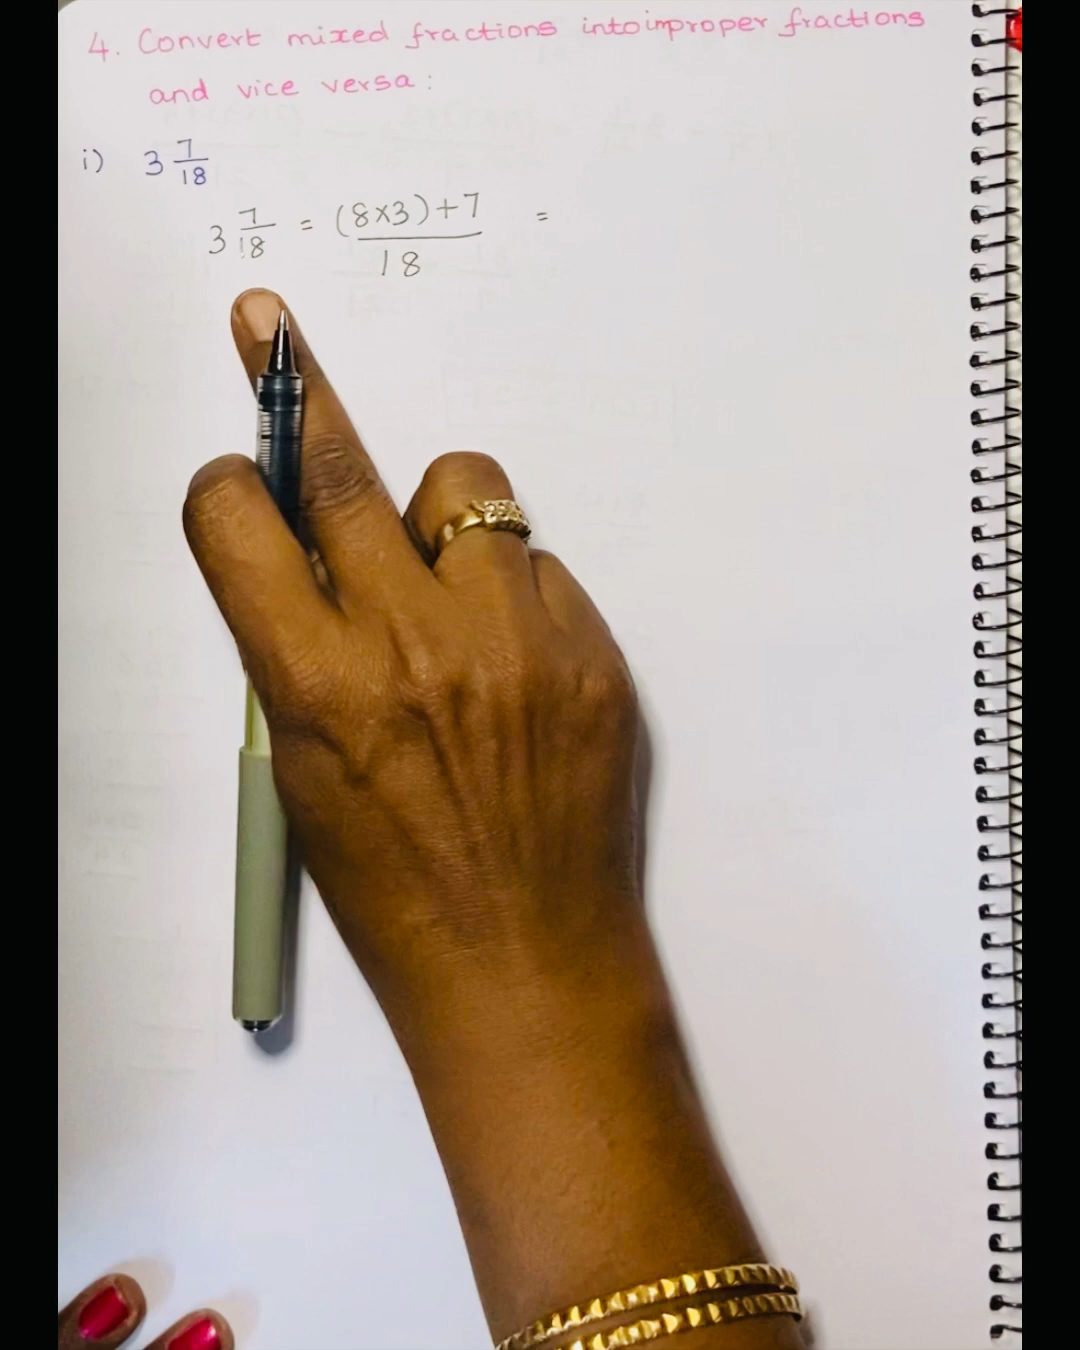 4. Convert mixed fractions into improper fractions
and vice versa:
i) 3 7/18
3 7/18 = (8×3)+7/18 =